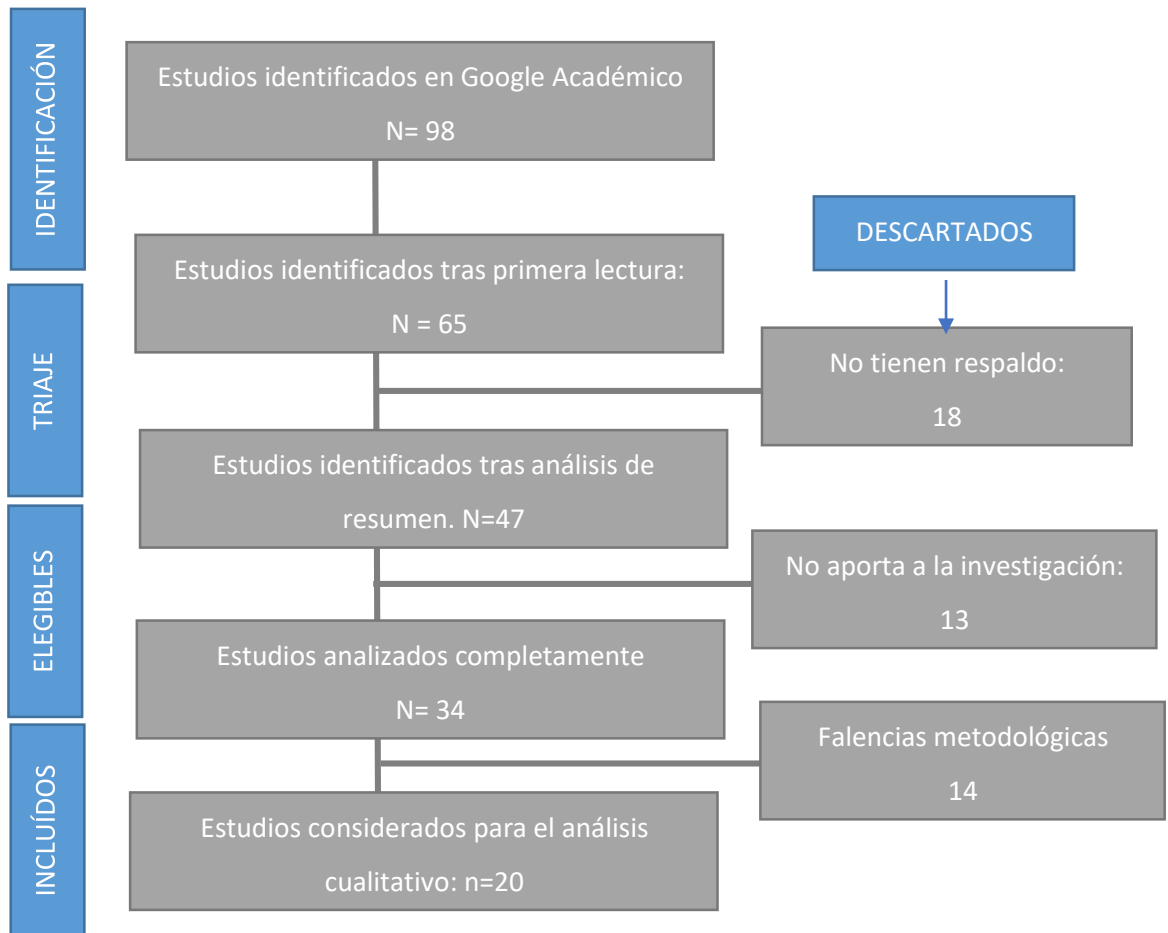 IDENTIFICACIÓN
Estudios identificados en Google Académico
N= 98
DESCARTADOS
Estudios identificados tras primera lectura:
N = 65
TRIAJE
No tienen respaldo:
18
Estudios identificados tras análisis de
resumen. N=47
ELEGIBLES
No aporta a la investigación:
13
Estudios analizados completamente
N= 34
INCLUÍDOS
Falencias metodológicas
14
Estudios considerados para el análisis
cualitativo: n=20